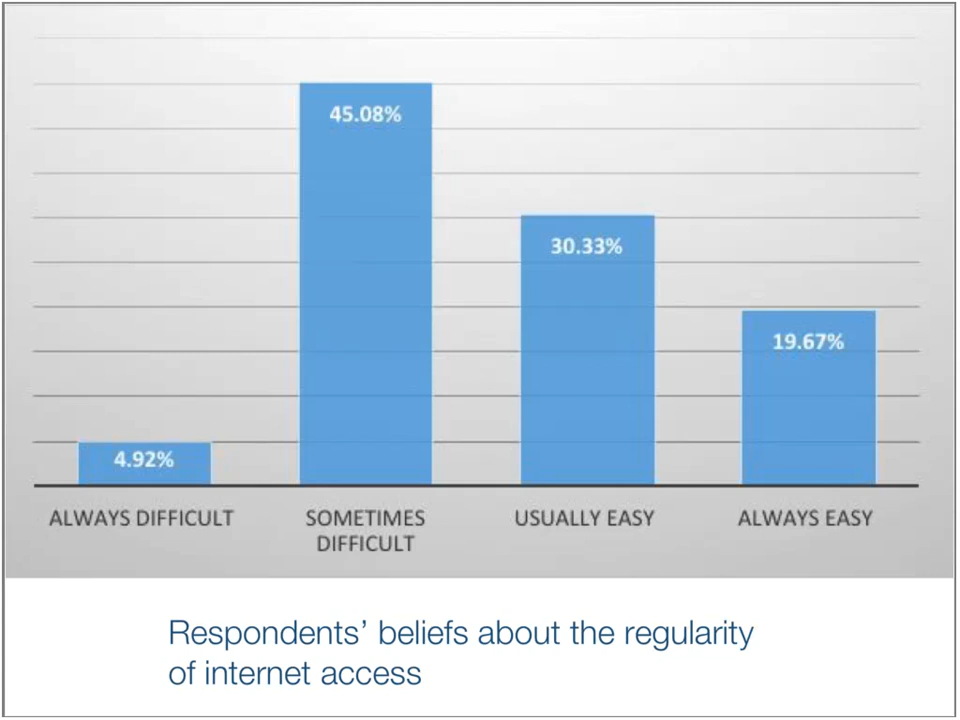 45.08%
30.33%
19.67%
4.92%
ALWAYS DIFFICULT
SOMETIMES
DIFFICULT
USUALLY EASY
ALWAYS EASY
Respondents’ beliefs about the regularity
of internet access